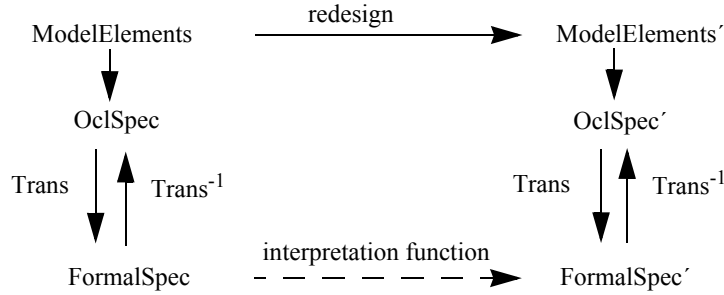 redesign
ModelElements ModelElements´
OclSpec OclSpec´
Trans Trans⁻¹ Trans Trans⁻¹
interpretation function
FormalSpec FormalSpec´